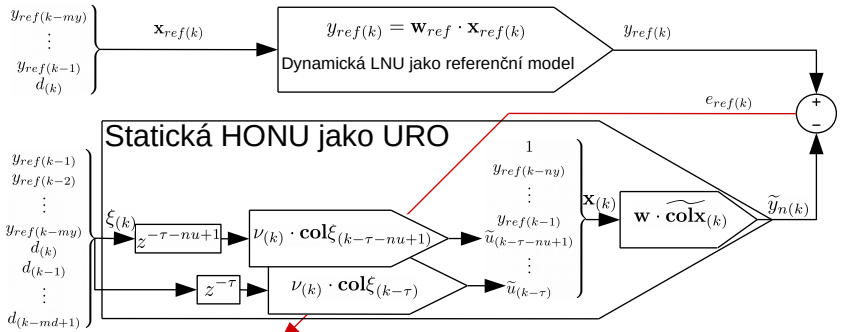 y_{ref(k-my)}
⋮
y_{ref(k-1)}
d_{(k)}
x_{ref(k)}
y_{ref(k)} = w_{ref} · x_{ref(k)}
Dynamická LNU jako referenční model
y_{ref(k)}
+
−
e_{ref(k)}
Statická HONU jako URO
y_{ref(k-1)}
y_{ref(k-2)}
⋮
y_{ref(k-my)}
d_{(k)}
d_{(k-1)}
⋮
d_{(k-md+1)}
ξ_{(k)}
z^{-τ-nu+1}
ν_{(k)} · colξ_{(k-τ-nu+1)}
z^{-τ}
ν_{(k)} · colξ_{(k-τ)}
1
y_{ref(k-ny)}
⋮
y_{ref(k-1)}
ũ_{(k-τ-nu+1)}
⋮
ũ_{(k-τ)}
x_{(k)}
w · \widetilde{colx}_{(k)}
ỹ_{n(k)}